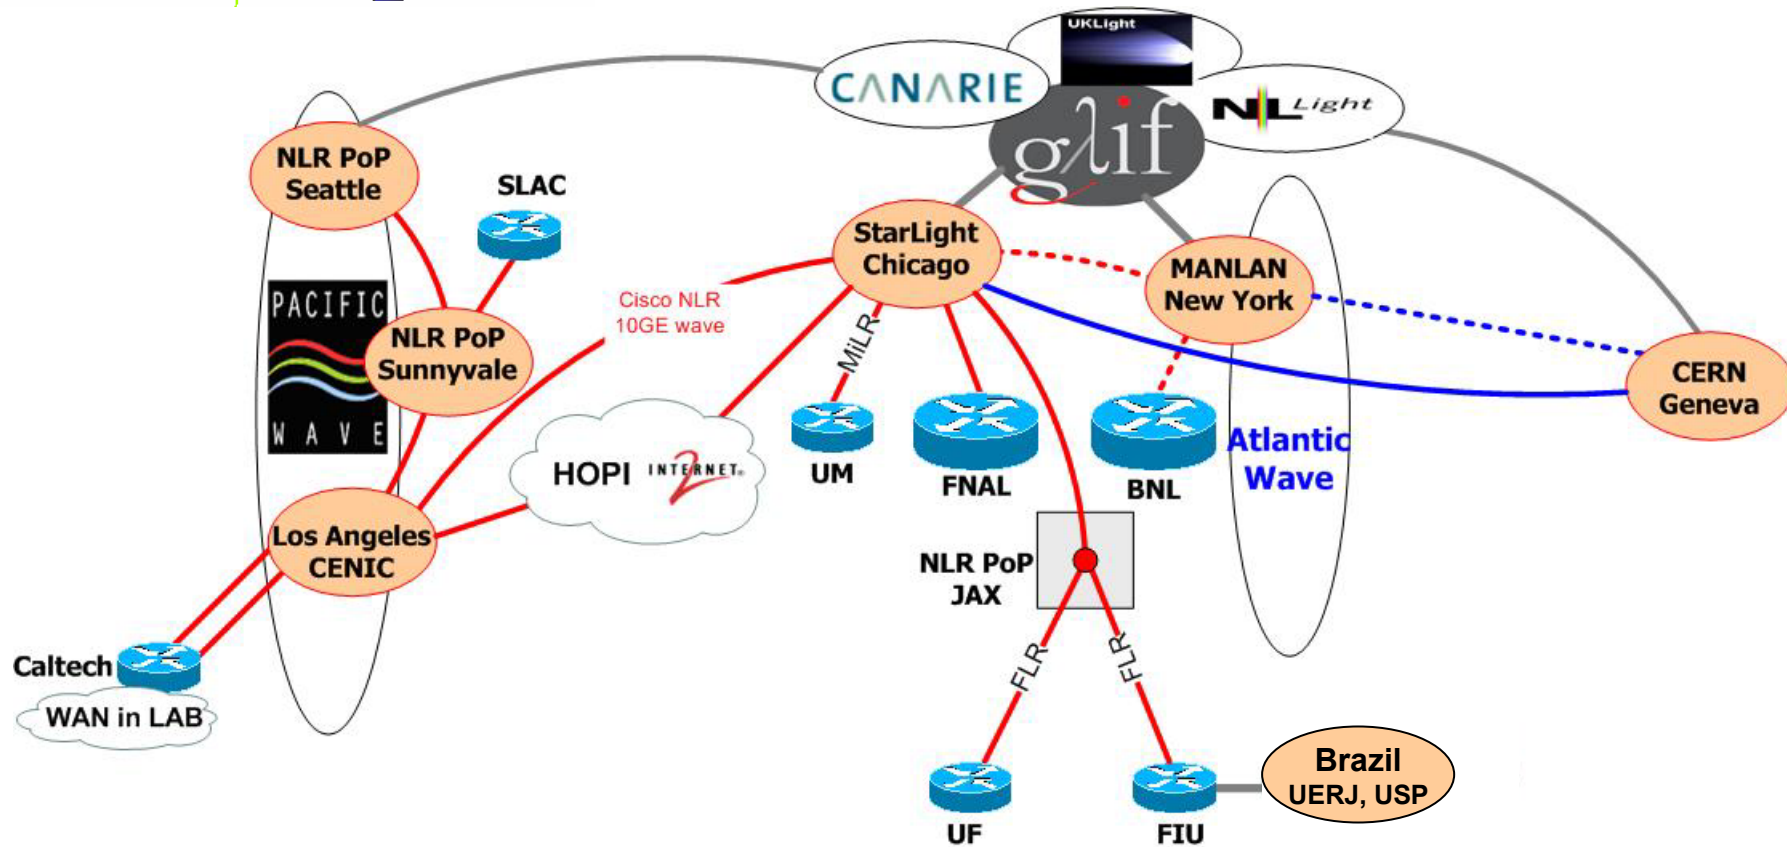 UKLight
CANARIE
NLLight
gλif
NLR PoP
Seattle
SLAC
StarLight
Chicago
MANLAN
New York
PACIFIC
WAVE
Cisco NLR
10GE wave
NLR PoP
Sunnyvale
MiLR
CERN
Geneva
Atlantic
Wave
HOPI INTERNET®
2
UM
FNAL
BNL
Los Angeles
CENIC
NLR PoP
JAX
Caltech
WAN in LAB
FLR
FLR
Brazil
UERJ, USP
UF
FIU